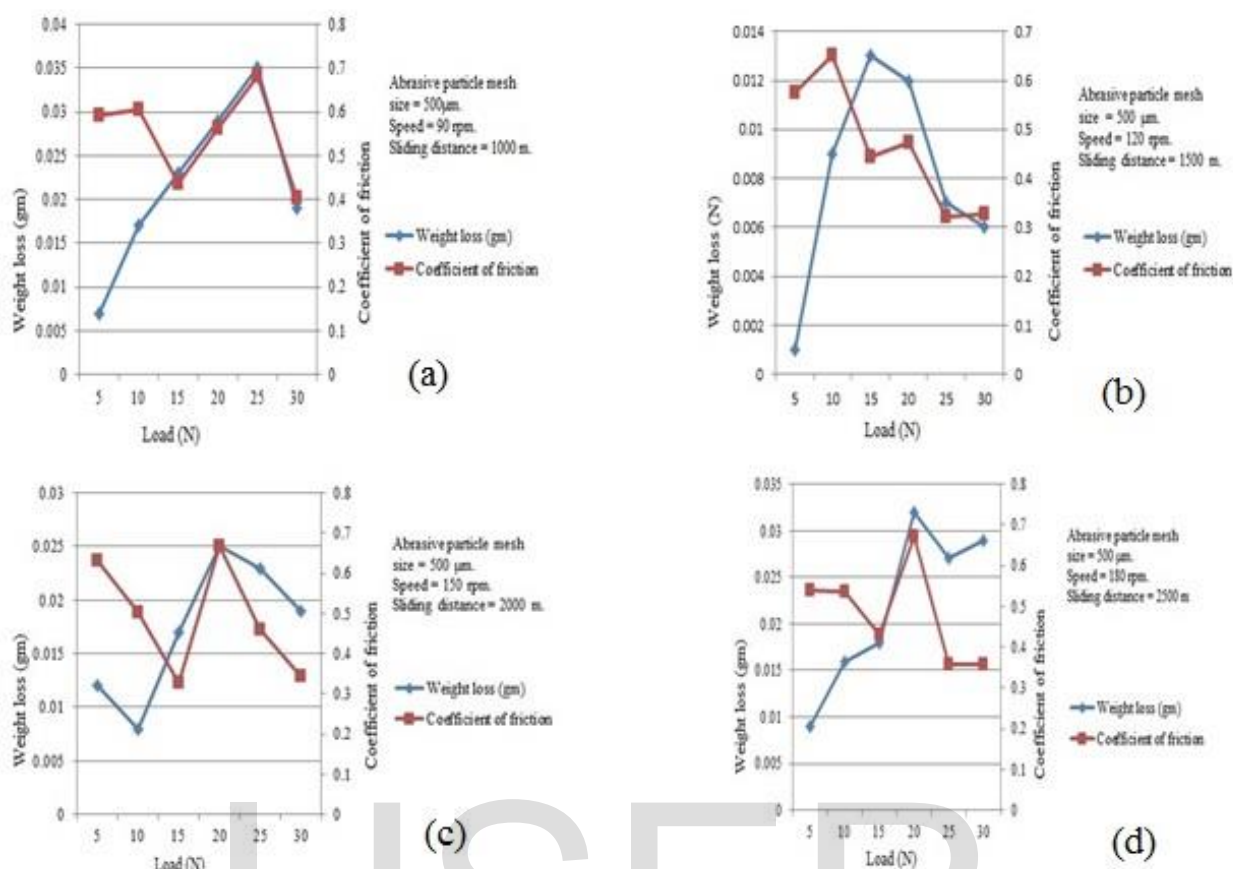 0.04
0.035
0.03
0.025
0.02
0.015
0.01
0.005
0
Weight loss (gm)
0.8
0.7
0.6
0.5
0.4
0.3
0.2
0.1
0
Coefficient of friction
5 10 15 20 25 30
Load (N)
Abrasive particle mesh
size = 500μm.
Speed = 90 rpm.
Sliding distance = 1000 m.
Weight loss (gm)
Coefficient of friction
(a)
0.014
0.012
0.01
0.008
0.006
0.004
0.002
0
Weight loss (N)
0.7
0.6
0.5
0.4
0.3
0.2
0.1
0
Coefficient of friction
5 10 15 20 25 30
Load (N)
Abrasive particle mesh
size = 500 μm.
Speed = 120 rpm.
Sliding distance = 1500 m.
Weight loss (gm)
Coefficient of friction
(b)
0.03
0.025
0.02
0.015
0.01
0.005
0
Weight loss (gm)
0.8
0.7
0.6
0.5
0.4
0.3
0.2
0.1
0
Coefficient of friction
5 10 15 20 25 30
Load (N)
Abrasive particle mesh
size = 500 μm.
Speed = 150 rpm.
Sliding distance = 2000 m.
Weight loss (gm)
Coefficient of friction
(c)
0.035
0.03
0.025
0.02
0.015
0.01
0.005
0
Weight loss (gm)
0.8
0.7
0.6
0.5
0.4
0.3
0.2
0.1
0
Coefficient of friction
5 10 15 20 25 30
Load (N)
Abrasive particle mesh
size = 500 μm.
Speed = 180 rpm.
Sliding distance = 2500 m
Weight loss (gm)
Coefficient of friction
(d)